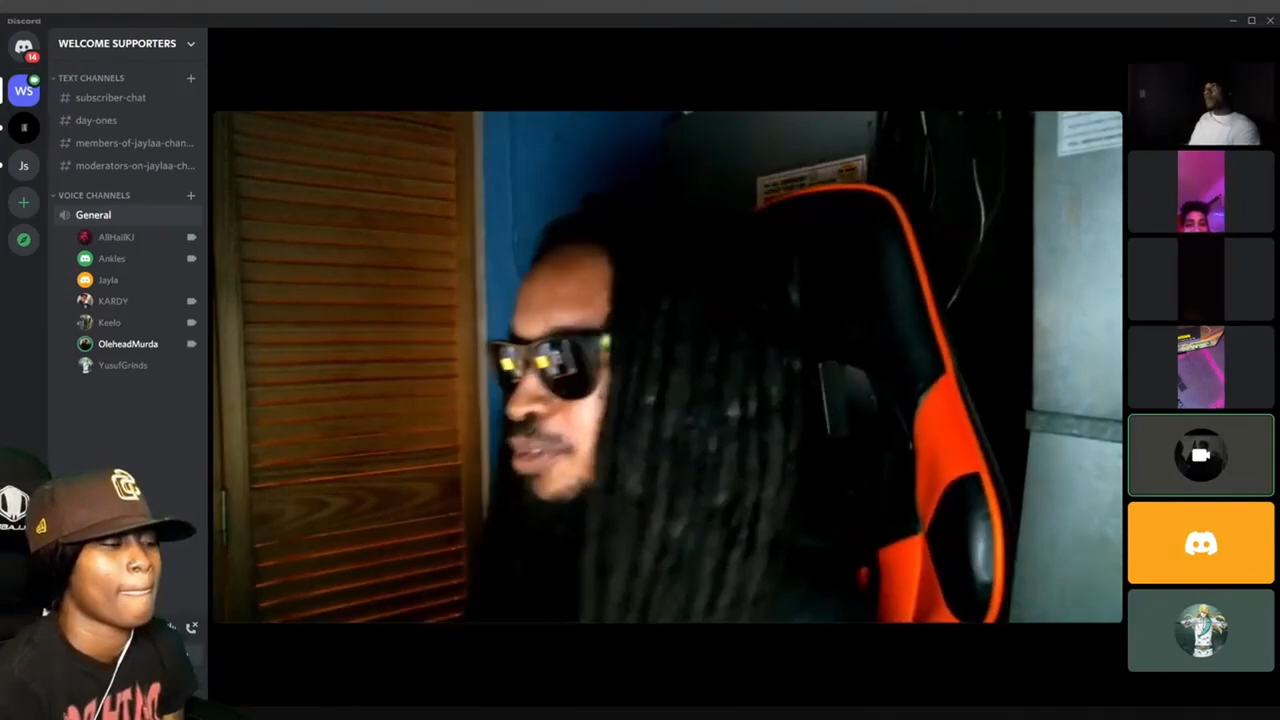 Discord
14
WELCOME SUPPORTERS
WS
Js
TEXT CHANNELS
subscriber-chat
day-ones
members-of-jaylaa-chan...
moderators-on-jaylaa-ch...
VOICE CHANNELS
General
AllHailKJ
Ankles
Jayla
KARDY
Keelo
OleheadMurda
YusufGrinds